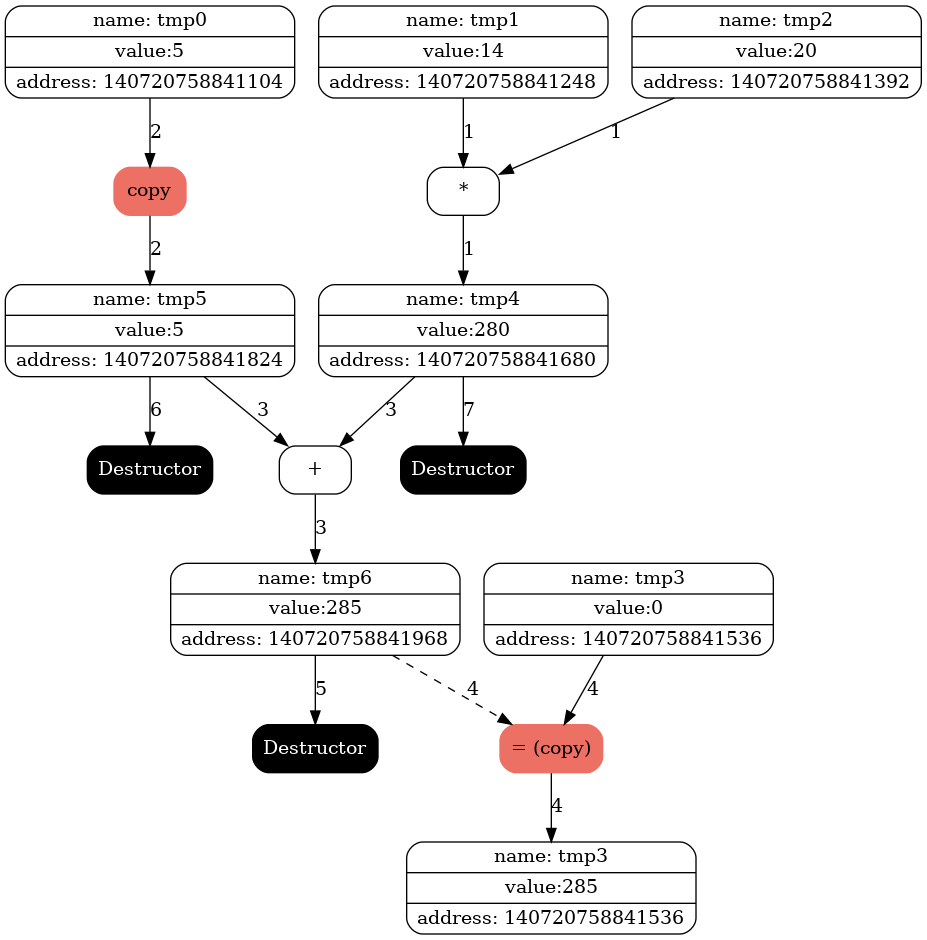 name: tmp0
value:5
address: 140720758841104
name: tmp1
value:14
address: 140720758841248
name: tmp2
value:20
address: 140720758841392
2
1
1
copy
*
2
1
name: tmp5
value:5
address: 140720758841824
name: tmp4
value:280
address: 140720758841680
6
3
3
7
Destructor
+
Destructor
3
name: tmp6
value:285
address: 140720758841968
name: tmp3
value:0
address: 140720758841536
5
4
4
Destructor
= (copy)
4
name: tmp3
value:285
address: 140720758841536